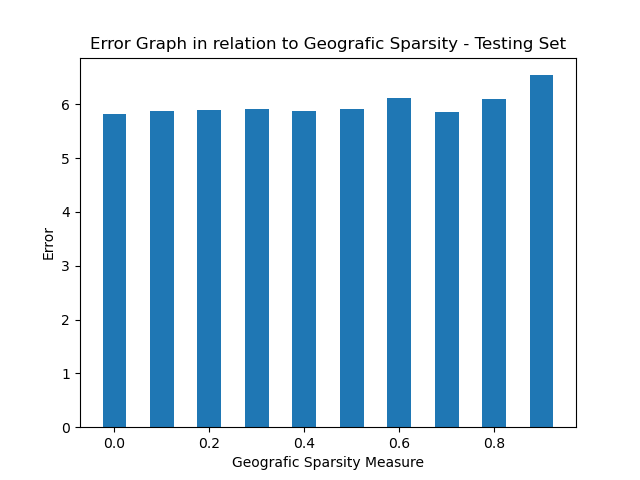 Error Graph in relation to Geografic Sparsity - Testing Set
6
5
4
3
2
1
0
Error
0.0 0.2 0.4 0.6 0.8
Geografic Sparsity Measure